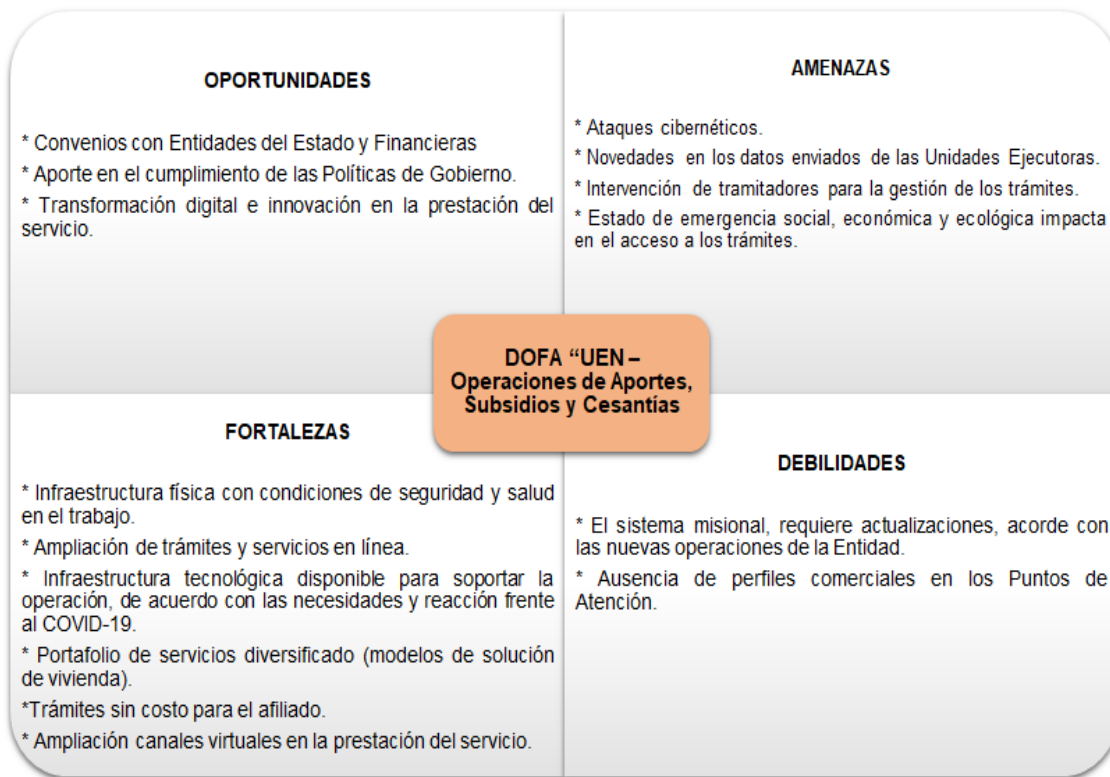 OPORTUNIDADES
* Convenios con Entidades del Estado y Financieras
* Aporte en el cumplimiento de las Políticas de Gobierno.
* Transformación digital e innovación en la prestación del
servicio.
AMENAZAS
* Ataques cibernéticos.
* Novedades en los datos enviados de las Unidades Ejecutoras.
* Intervención de tramitadores para la gestión de los trámites.
* Estado de emergencia social, económica y ecológica impacta
en el acceso a los trámites.
DOFA “UEN –
Operaciones de Aportes,
Subsidios y Cesantías
FORTALEZAS
* Infraestructura física con condiciones de seguridad y salud
en el trabajo.
* Ampliación de trámites y servicios en línea.
* Infraestructura tecnológica disponible para soportar la
operación, de acuerdo con las necesidades y reacción frente
al COVID-19.
* Portafolio de servicios diversificado (modelos de solución
de vivienda).
*Trámites sin costo para el afiliado.
* Ampliación canales virtuales en la prestación del servicio.
DEBILIDADES
* El sistema misional, requiere actualizaciones, acorde con
las nuevas operaciones de la Entidad.
* Ausencia de perfiles comerciales en los Puntos de
Atención.